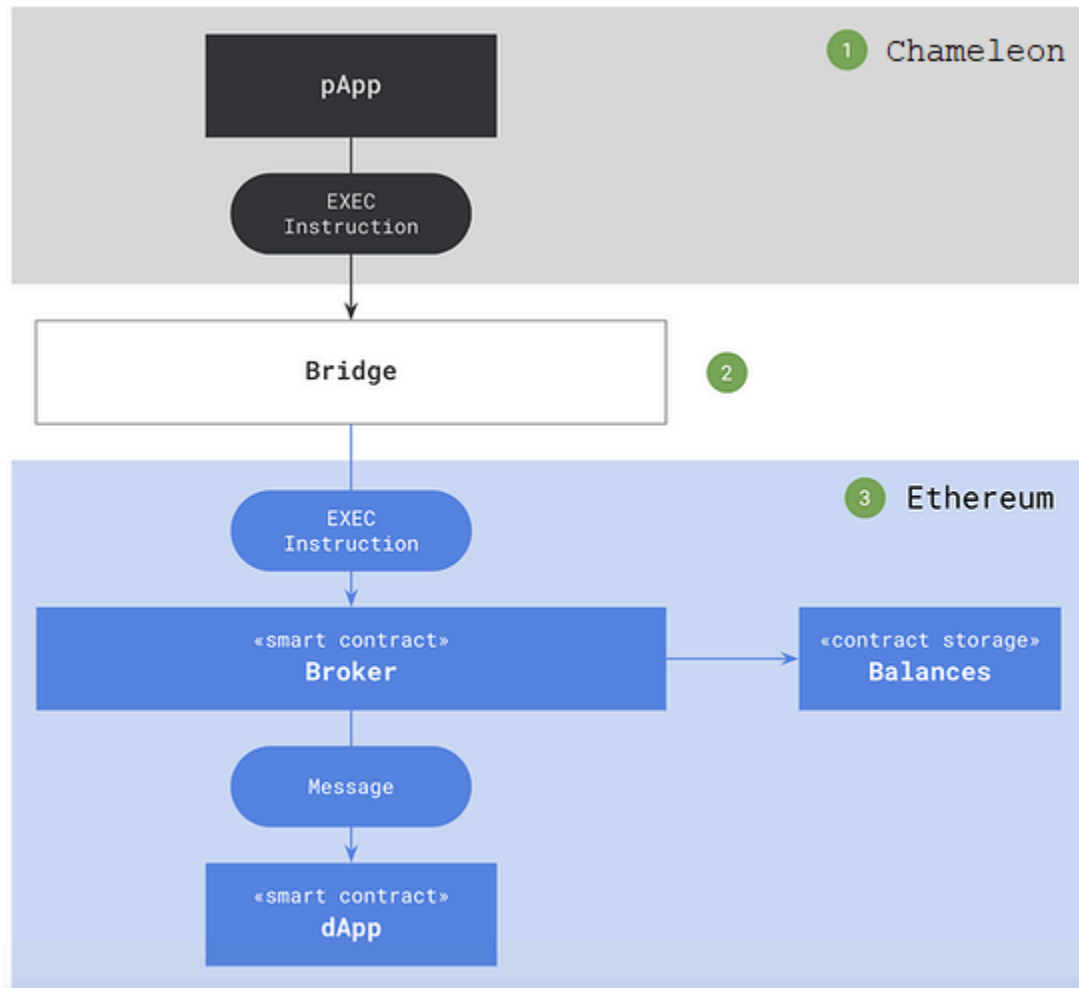 1 Chameleon
pApp
EXEC
Instruction
Bridge
2
3 Ethereum
EXEC
Instruction
«smart contract»
Broker
«contract storage»
Balances
Message
«smart contract»
dApp